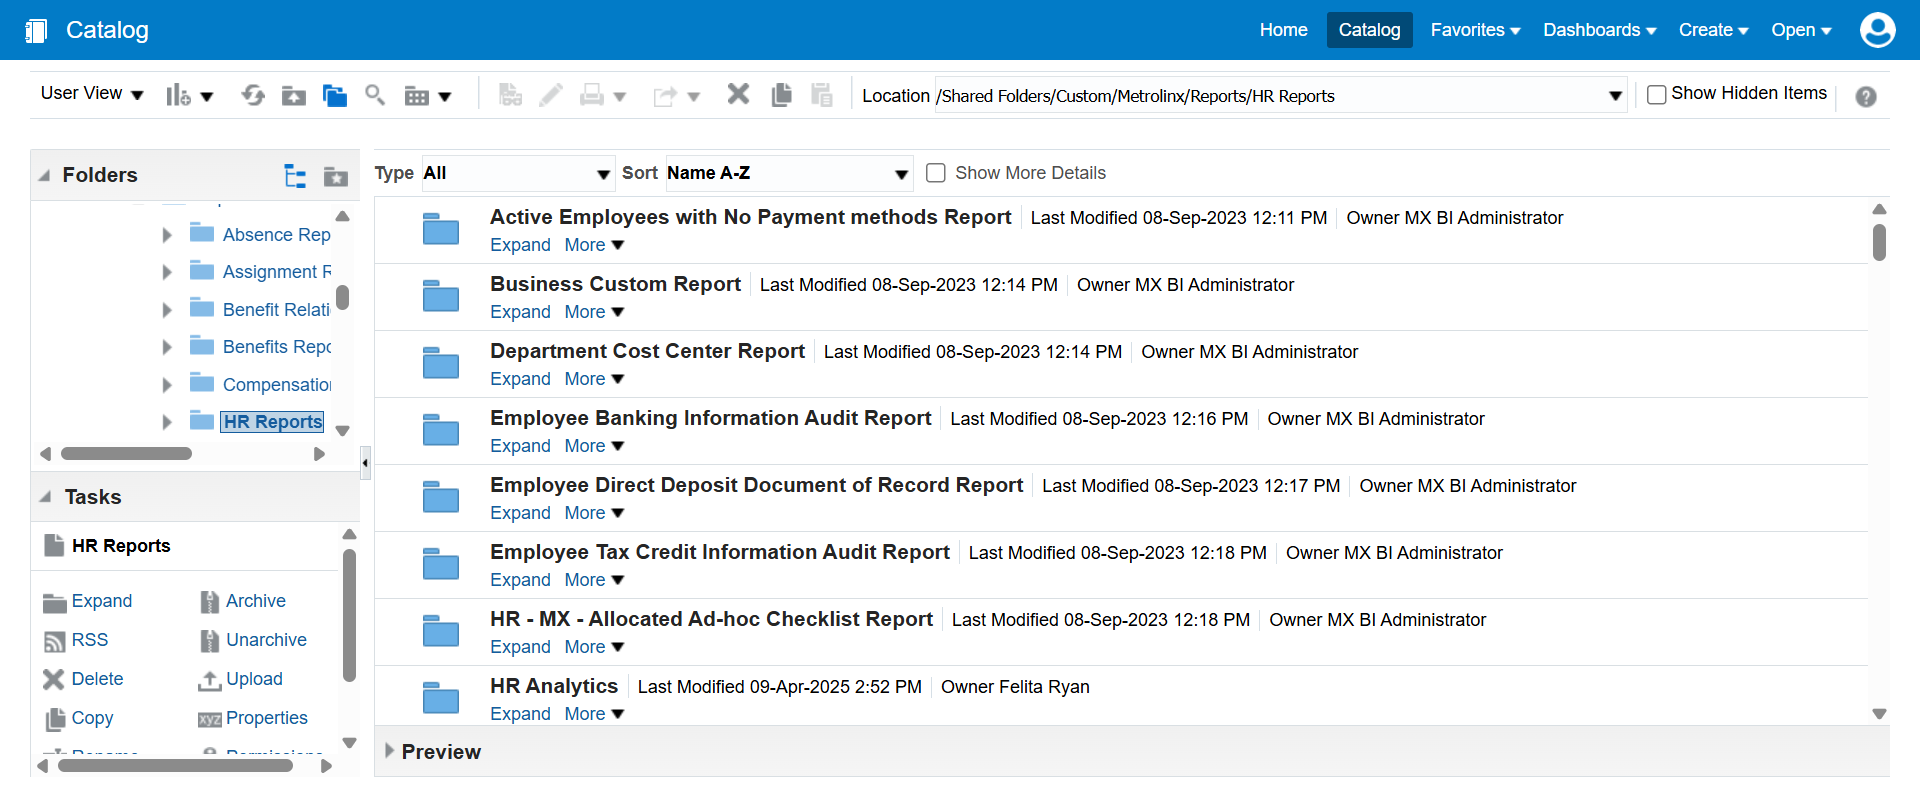 Catalog
Home Catalog Favorites Dashboards Create Open
User View Location /Shared Folders/Custom/Metrolinx/Reports/HR Reports Show Hidden Items ?
Folders
Absence Rep
Assignment R
Benefit Relati
Benefits Repo
Compensation
HR Reports
Tasks
HR Reports
Expand Archive
RSS Unarchive
Delete Upload
Copy xyz Properties
Rename Permissions
Type All Sort Name A-Z Show More Details
Active Employees with No Payment methods Report Last Modified 08-Sep-2023 12:11 PM Owner MX BI Administrator
Expand More
Business Custom Report Last Modified 08-Sep-2023 12:14 PM Owner MX BI Administrator
Expand More
Department Cost Center Report Last Modified 08-Sep-2023 12:14 PM Owner MX BI Administrator
Expand More
Employee Banking Information Audit Report Last Modified 08-Sep-2023 12:16 PM Owner MX BI Administrator
Expand More
Employee Direct Deposit Document of Record Report Last Modified 08-Sep-2023 12:17 PM Owner MX BI Administrator
Expand More
Employee Tax Credit Information Audit Report Last Modified 08-Sep-2023 12:18 PM Owner MX BI Administrator
Expand More
HR - MX - Allocated Ad-hoc Checklist Report Last Modified 08-Sep-2023 12:18 PM Owner MX BI Administrator
Expand More
HR Analytics Last Modified 09-Apr-2025 2:52 PM Owner Felita Ryan
Expand More
Preview